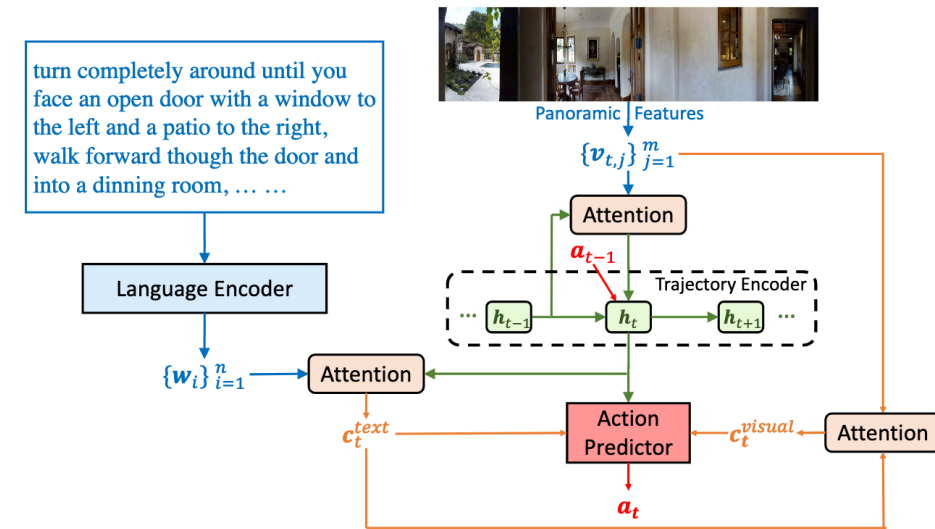 turn completely around until you
face an open door with a window to
the left and a patio to the right,
walk forward though the door and
into a dinning room, … …
Panoramic Features
{v_{t,j}}_{j=1}^{m}
Attention
a_{t-1}
Trajectory Encoder
… h_{t-1} h_t h_{t+1} …
Language Encoder
{w_i}_{i=1}^{n}
Attention
Action
Predictor
c_t^{text}
c_t^{visual}
Attention
a_t